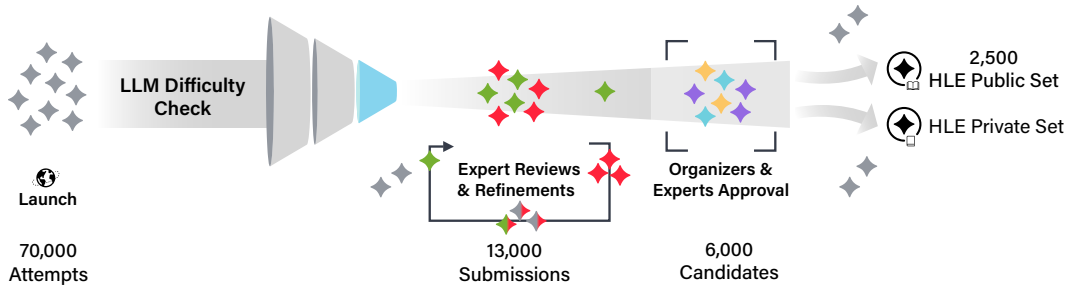 LLM Difficulty
Check
Launch
70,000
Attempts
Expert Reviews
& Refinements
13,000
Submissions
Organizers &
Experts Approval
6,000
Candidates
2,500
HLE Public Set
HLE Private Set